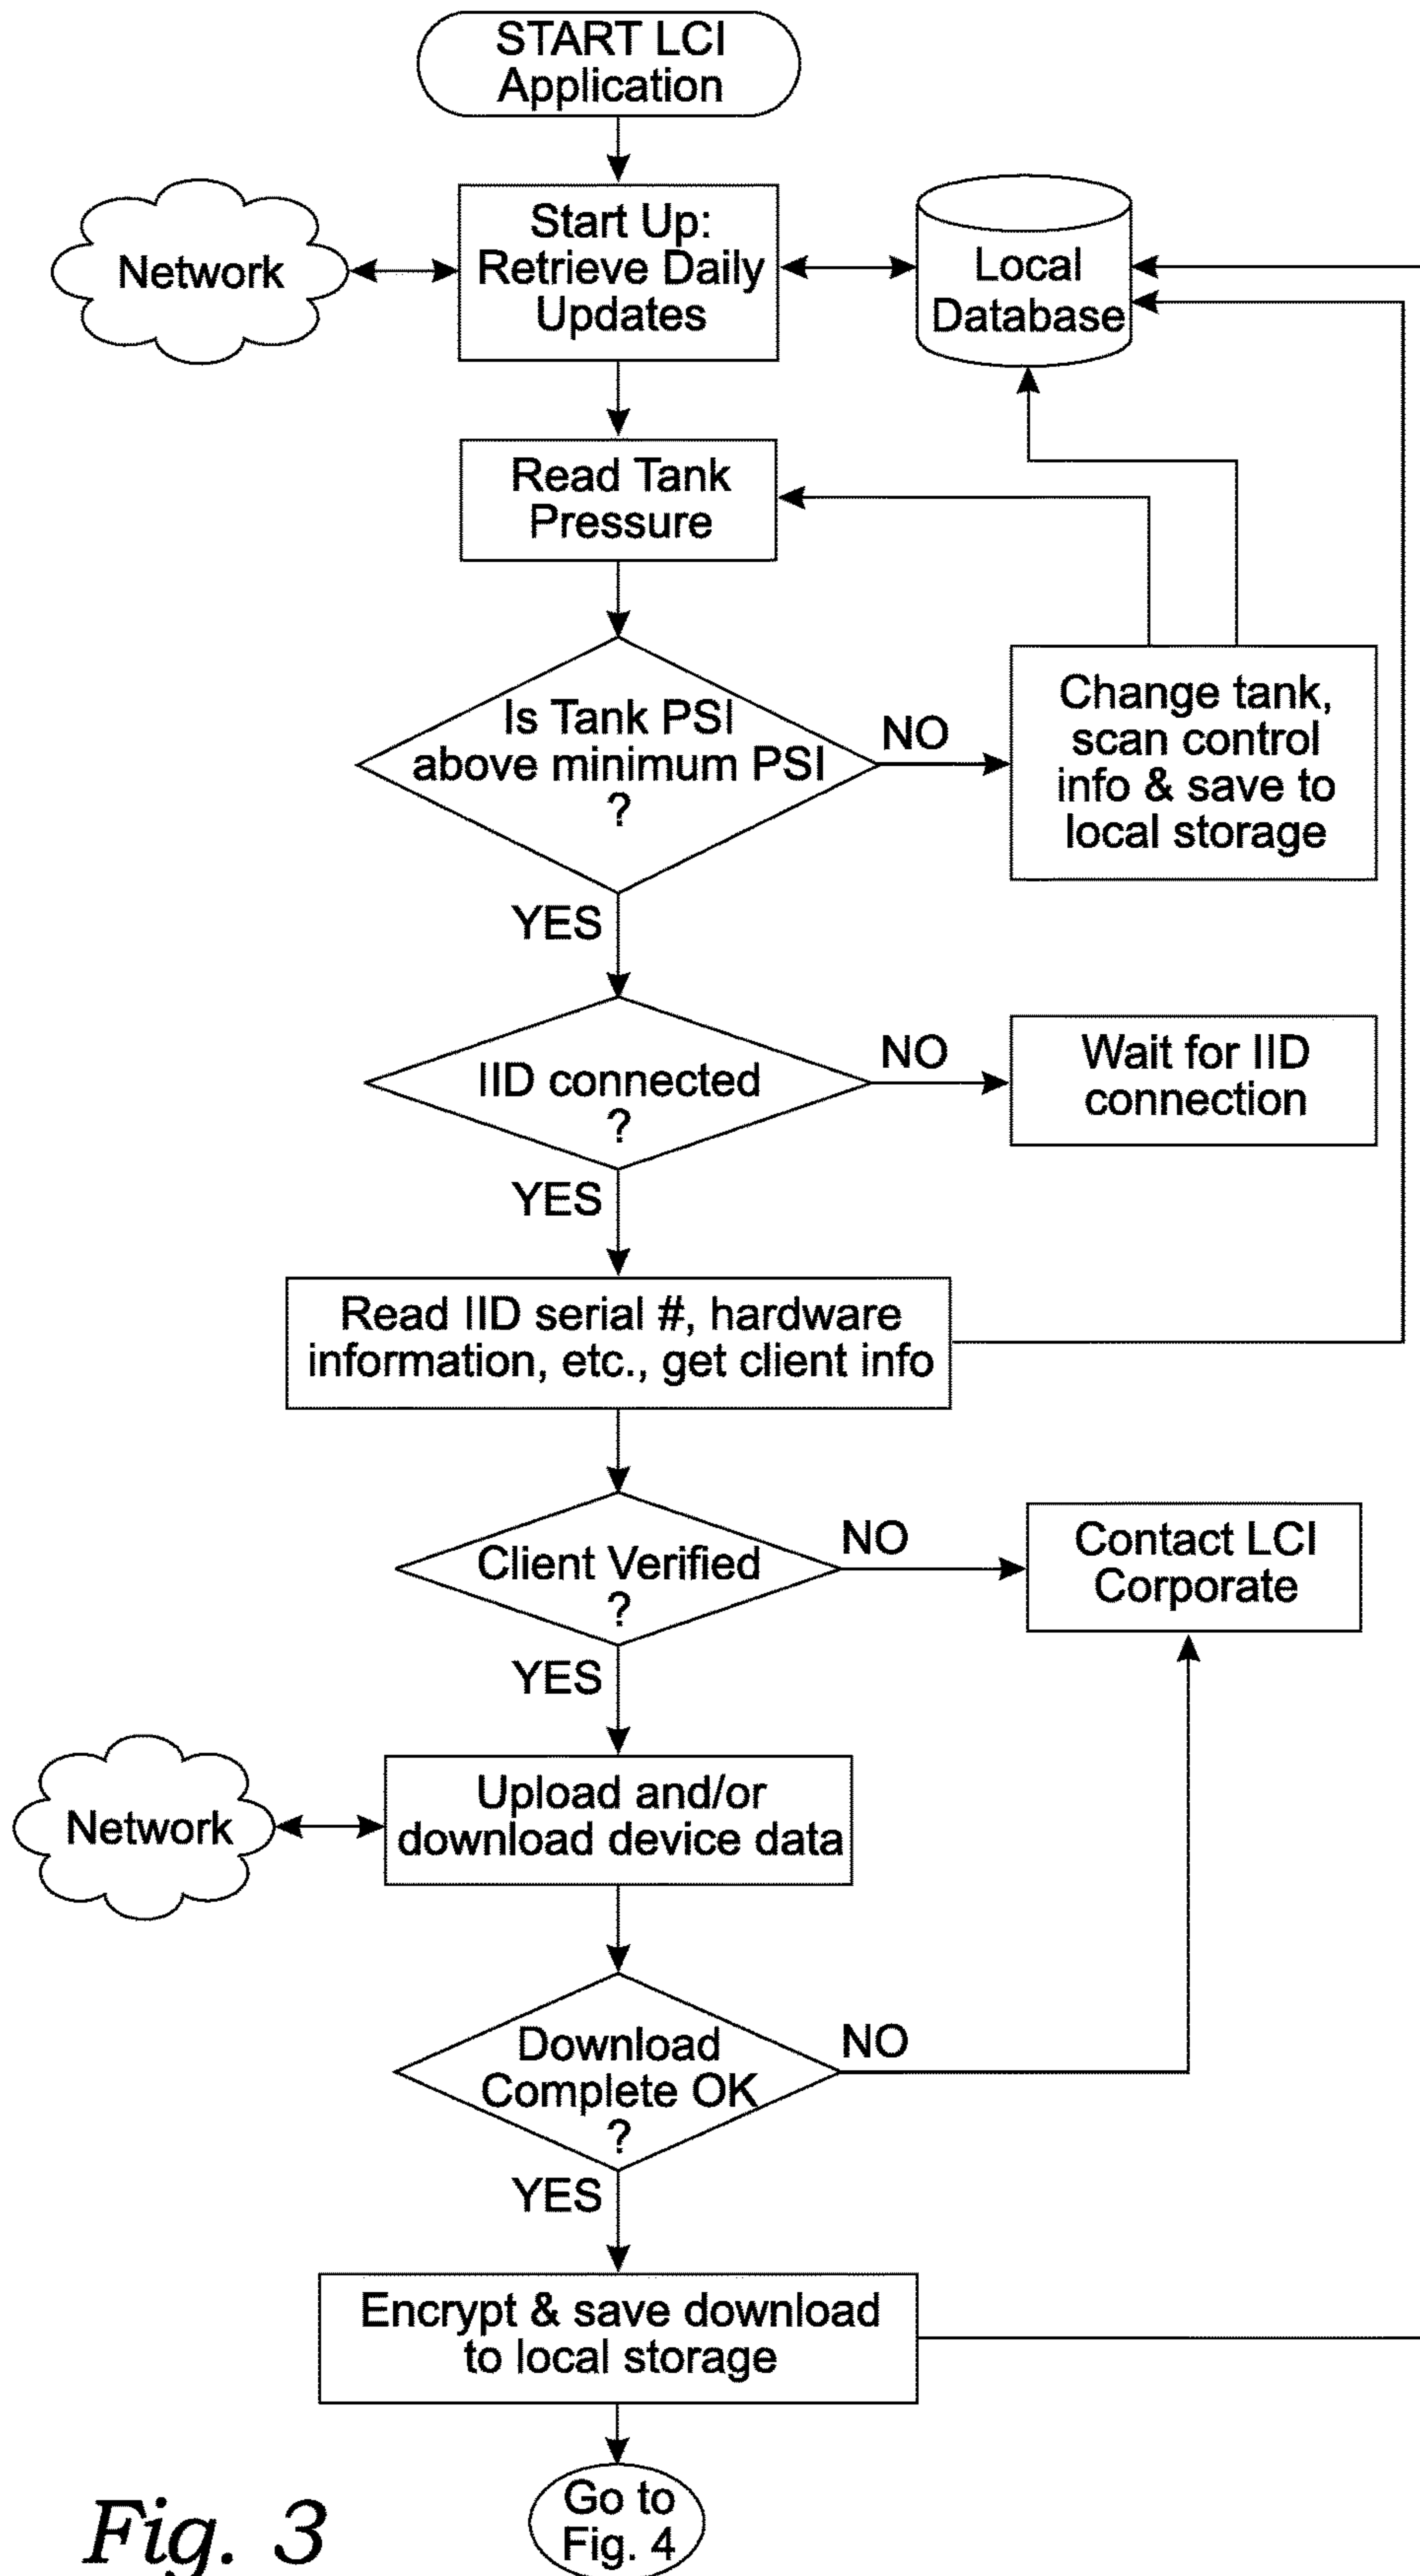 START LCI
Application
Network
Start Up:
Retrieve Daily
Updates
Local
Database
Read Tank
Pressure
Is Tank PSI
above minimum PSI
?
NO
Change tank,
scan control
info & save to
local storage
YES
IID connected
?
NO
Wait for IID
connection
YES
Read IID serial #, hardware
information, etc., get client info
Client Verified
?
NO
Contact LCI
Corporate
YES
Network
Upload and/or
download device data
Download
Complete OK
?
NO
YES
Encrypt & save download
to local storage
Go to
Fig. 4
Fig. 3